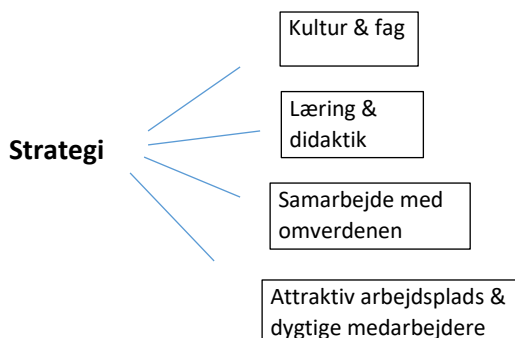 Kultur & fag
Læring &
didaktik
Strategi
Samarbejde med
omverdenen
Attraktiv arbejdsplads &
dygtige medarbejdere